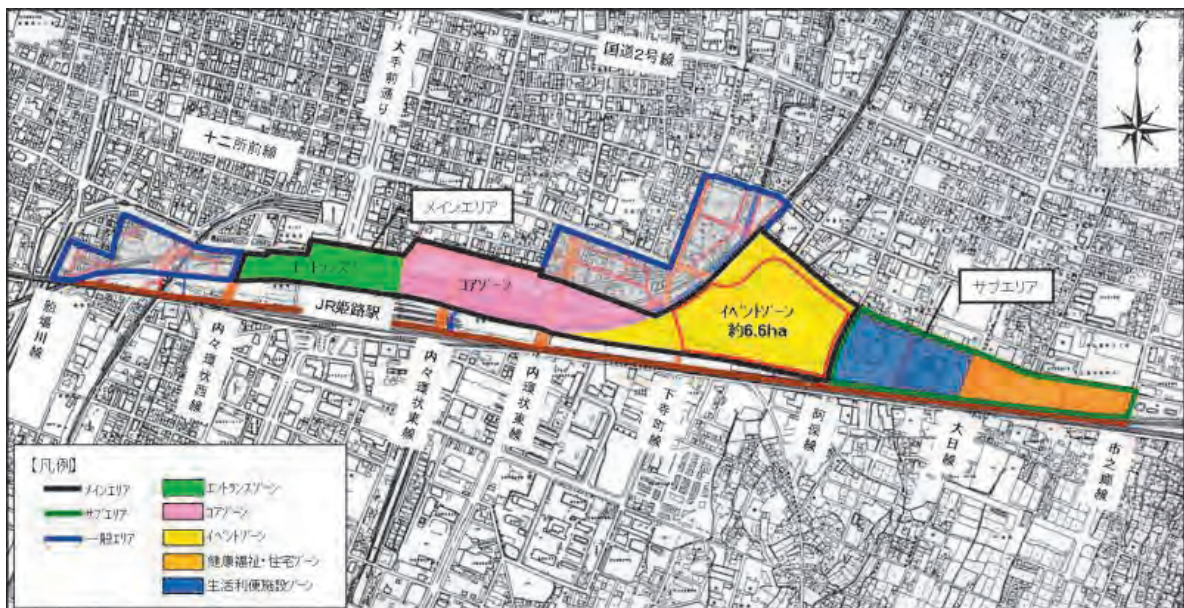 国道2号線
大手前通り
十二所前線
メインエリア
サブエリア
エントランスゾーン
コアゾーン
イベントゾーン
約6.6ha
JR姫路駅
船場川線
内々環状西線
内々環状東線
内環状東線
下寺町線
阿保線
大日線
市之郷線
【凡例】
メインエリア
サブエリア
一般エリア
エントランスゾーン
コアゾーン
イベントゾーン
健康福祉・住宅ゾーン
生活利便施設ゾーン
N